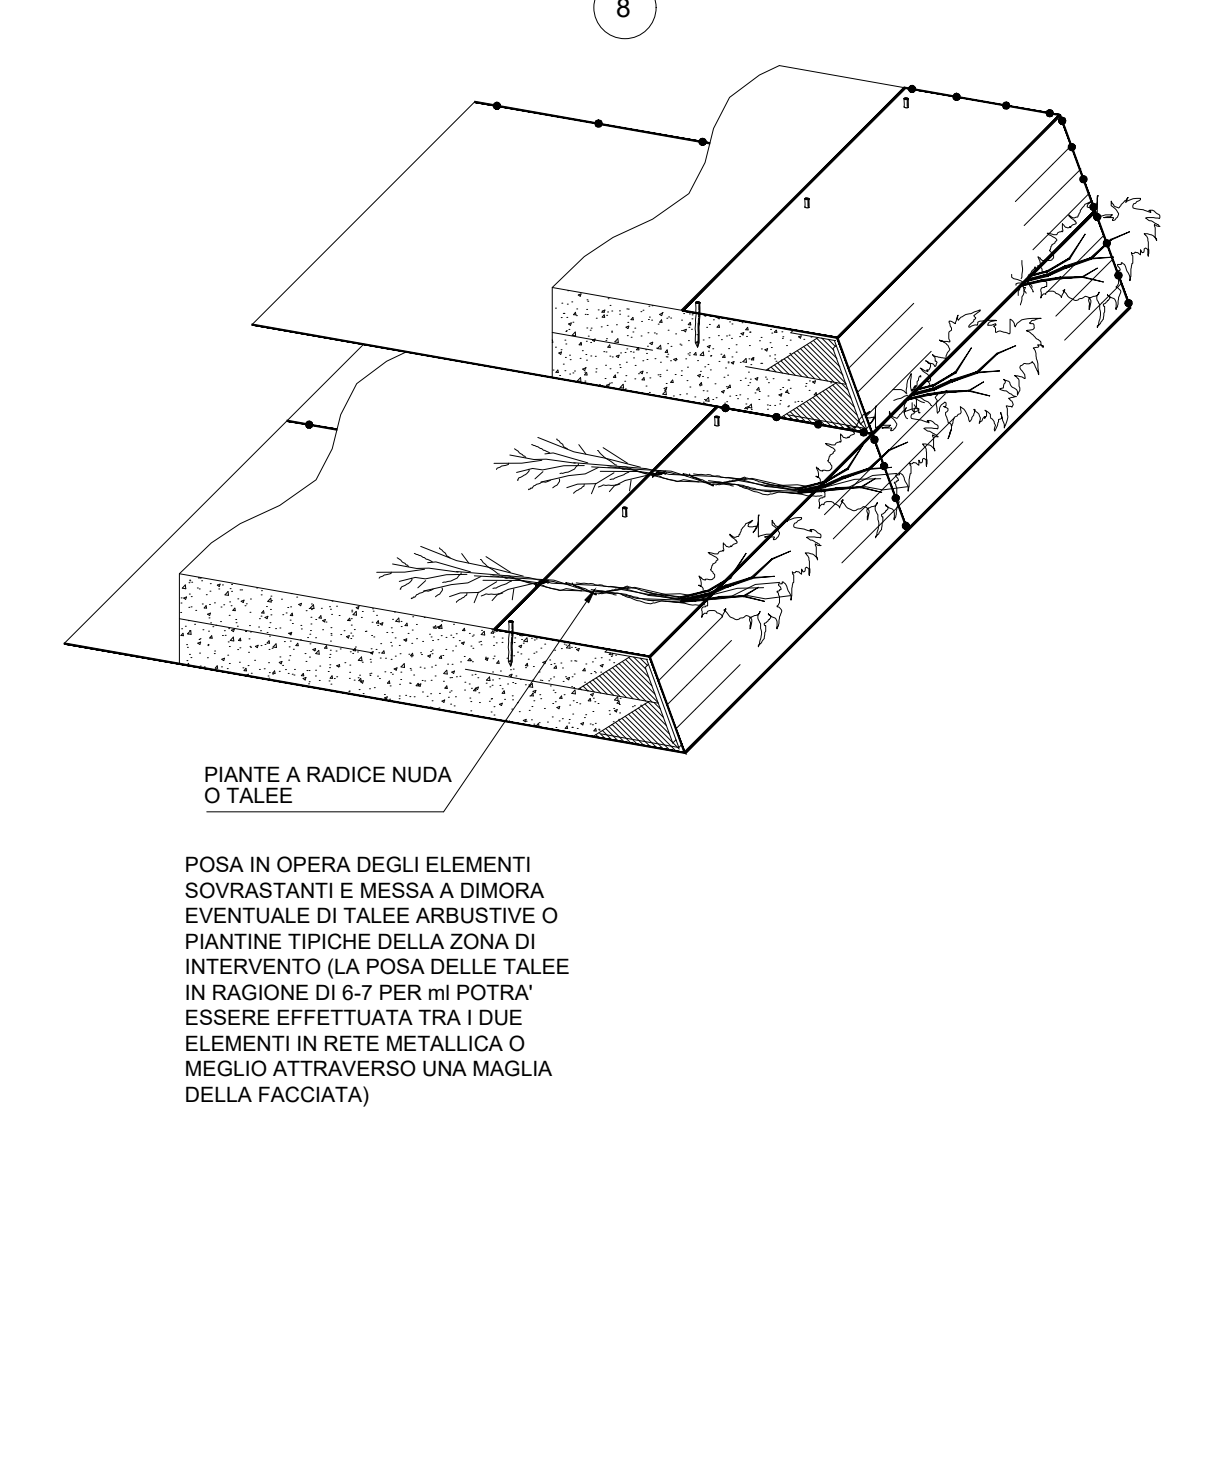 8
PIANTE A RADICE NUDA
O TALEE
POSA IN OPERA DEGLI ELEMENTI
SOVRASTANTI E MESSA A DIMORA
EVENTUALE DI TALEE ARBUSTIVE O
PIANTINE TIPICHE DELLA ZONA DI
INTERVENTO (LA POSA DELLE TALEE
IN RAGIONE DI 6-7 PER ml POTRA'
ESSERE EFFETTUATA TRA I DUE
ELEMENTI IN RETE METALLICA O
MEGLIO ATTRAVERSO UNA MAGLIA
DELLA FACCIATA)